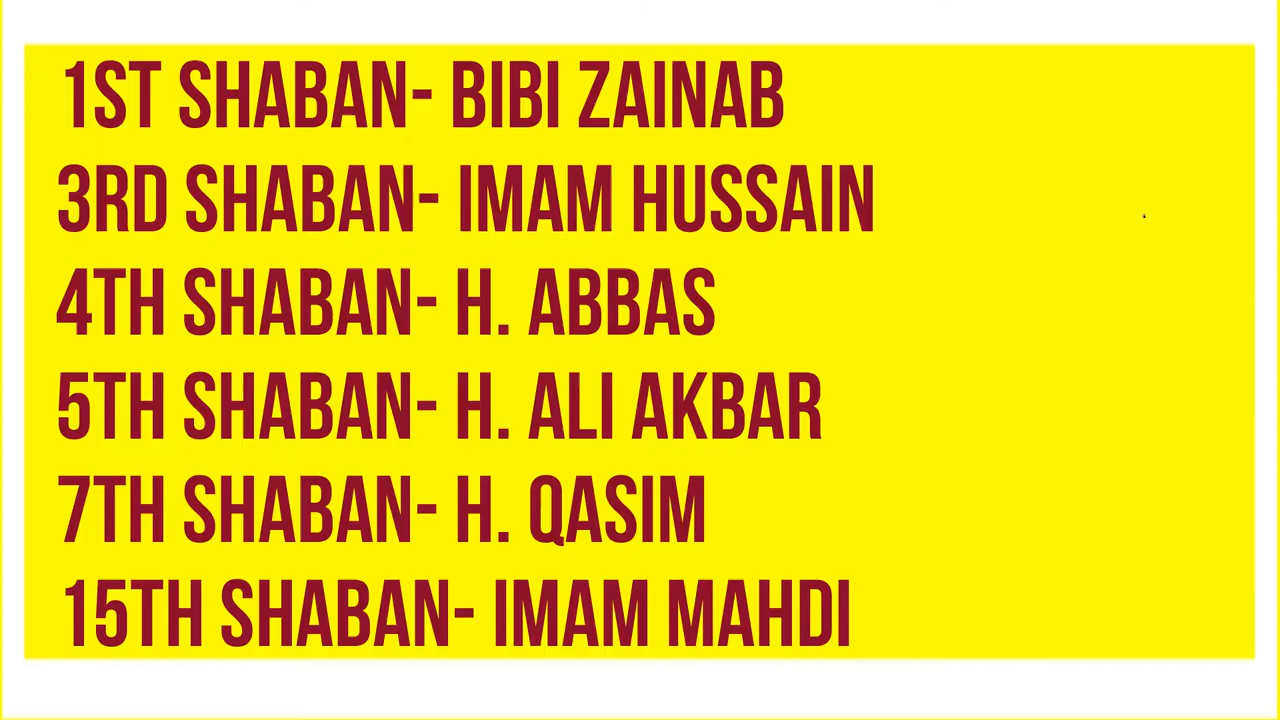 1ST SHABAN- BIBI ZAINAB
3RD SHABAN- IMAM HUSSAIN
4TH SHABAN- H. ABBAS
5TH SHABAN- H. ALI AKBAR
7TH SHABAN- H. QASIM
15TH SHABAN- IMAM MAHDI